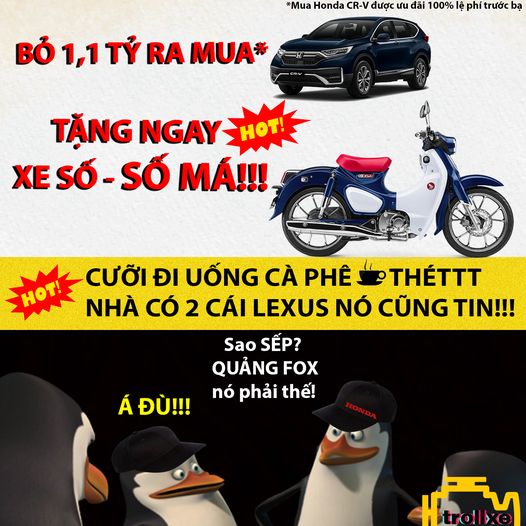 *Mua Honda CR-V được ưu đãi 100% lệ phí trước bạ
BỎ 1,1 TỶ RA MUA*
CR-V
TẶNG NGAY HOT!
XE SỐ - SỐ MÁ!!!
HOT!
CƯỠI ĐI UỐNG CÀ PHÊ THÉTTT
NHÀ CÓ 2 CÁI LEXUS NÓ CŨNG TIN!!!
Sao SẾP?
QUẢNG FOX
nó phải thế!
Á ĐÙ!!!
HONDA
trollxe